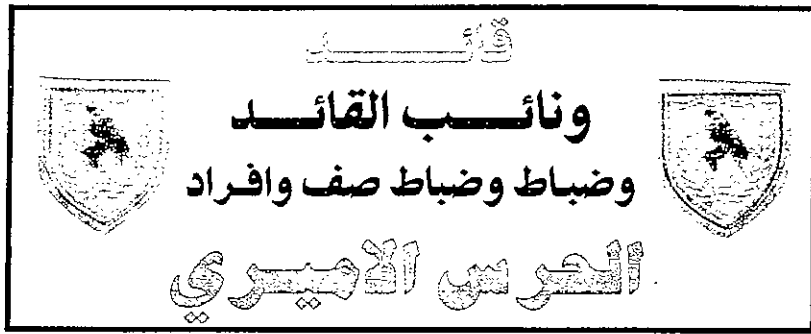 قائد
ونائب القائد
وضباط وضباط صف وافراد
الحرس الاميري